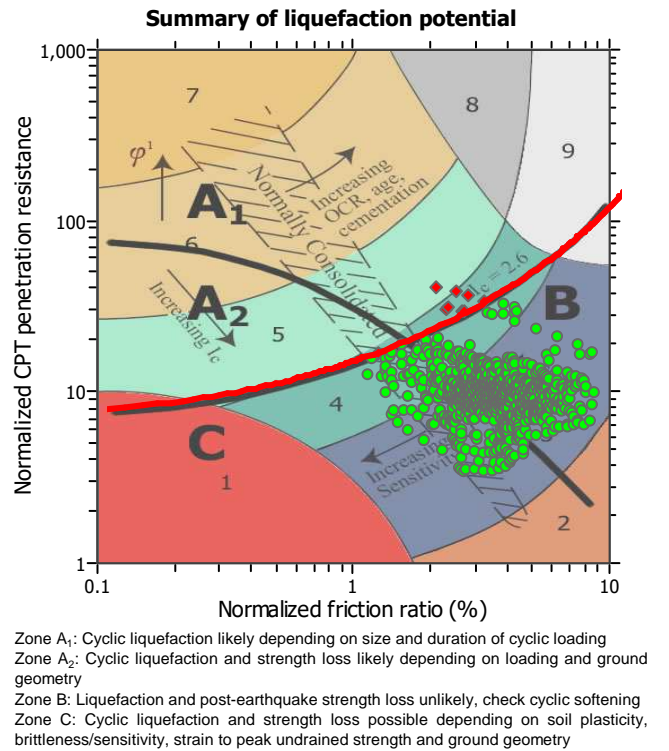 Summary of liquefaction potential
Normalized CPT penetration resistance
1,000
100
10
1
0.1
1
10
Normalized friction ratio (%)
7
8
9
φ¹
A₁
Increasing
OCR, age,
cementation
Normally Consolidated
6
A₂
Increasing Ic
5
Ic = 2.6
B
4
C
1
Increasing
Sensitivity
2
Zone A₁: Cyclic liquefaction likely depending on size and duration of cyclic loading
Zone A₂: Cyclic liquefaction and strength loss likely depending on loading and ground
geometry
Zone B: Liquefaction and post-earthquake strength loss unlikely, check cyclic softening
Zone C: Cyclic liquefaction and strength loss possible depending on soil plasticity,
brittleness/sensitivity, strain to peak undrained strength and ground geometry